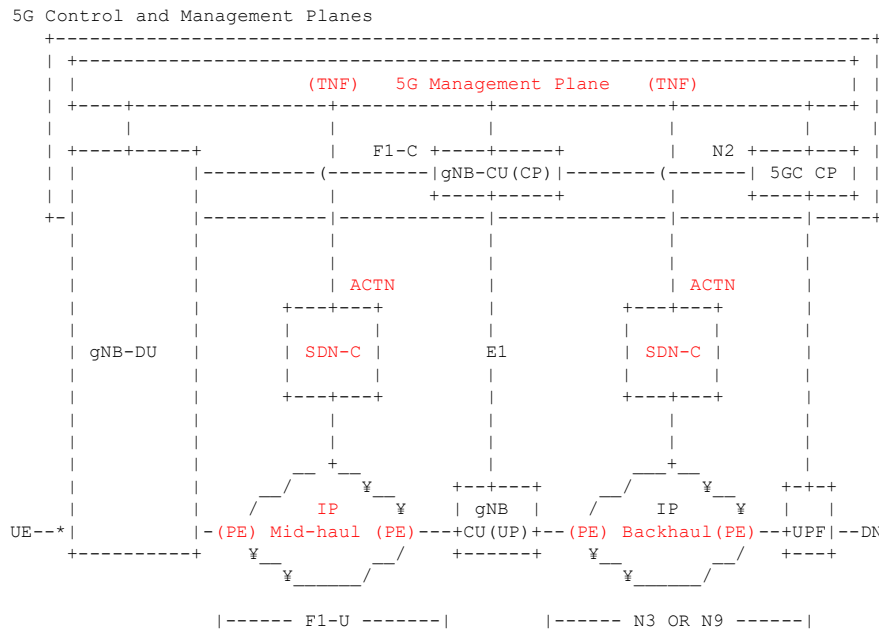 5G Control and Management Planes
(TNF) 5G Management Plane (TNF)
F1-C N2
gNB-CU(CP) 5GC CP
ACTN ACTN
gNB-DU SDN-C E1 SDN-C
IP gNB IP
UE--* (PE) Mid-haul (PE) CU(UP) (PE) Backhaul(PE) UPF DN
|------ F1-U -------| |------ N3 OR N9 ------|